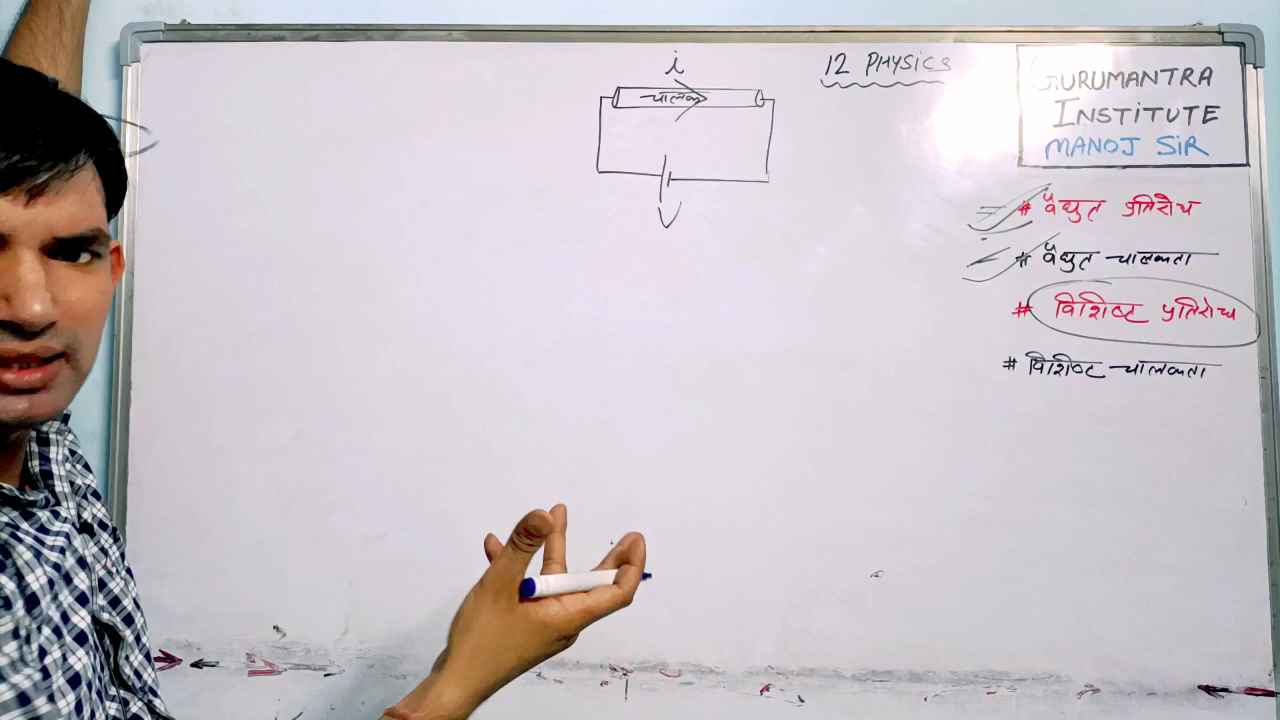 i
चालक
V
12 PHYSICS
GURUMANTRA
INSTITUTE
MANOJ SIR
# वैद्युत प्रतिरोध
# वैद्युत चालकता
# विशिष्ट प्रतिरोध
# विशिष्ट चालकता